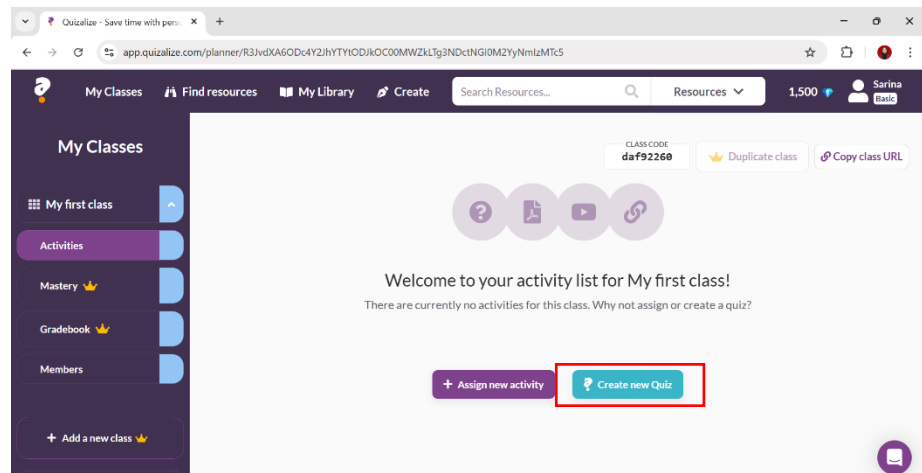 Quizalize - Save time with perso
app.quizalize.com/planner/R3JvdXA6ODc4Y2JhYTYtODJkOC00MWZkLTg3NDctNGI0M2YyNmIzMTc5
My Classes Find resources My Library Create Search Resources... Resources 1,500 Sarina
Basic
My Classes
CLASS CODE
daf92260 Duplicate class Copy class URL
My first class
Activities
Mastery
Welcome to your activity list for My first class!
There are currently no activities for this class. Why not assign or create a quiz?
Gradebook
Members
+ Assign new activity Create new Quiz
+ Add a new class